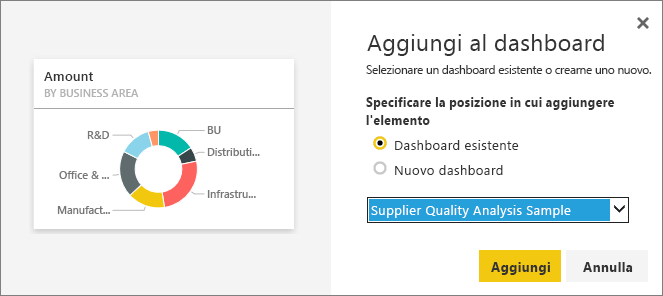 Amount
BY BUSINESS AREA
R&D
BU
Distributi...
Office & ...
Infrastru...
Manufact...
Aggiungi al dashboard
Selezionare un dashboard esistente o crearne uno nuovo.
Specificare la posizione in cui aggiungere
l'elemento
Dashboard esistente
Nuovo dashboard
Supplier Quality Analysis Sample
Aggiungi
Annulla